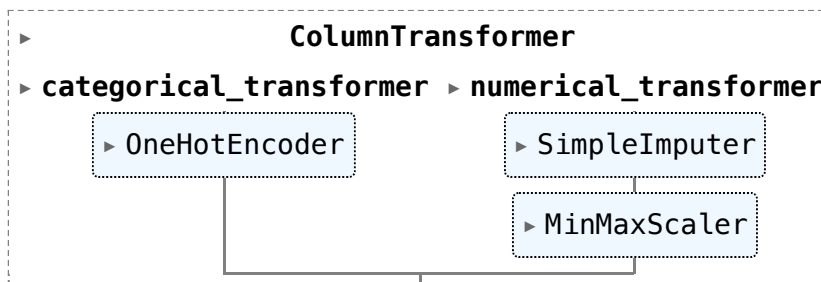 ColumnTransformer
categorical_transformer numerical_transformer
OneHotEncoder SimpleImputer
MinMaxScaler